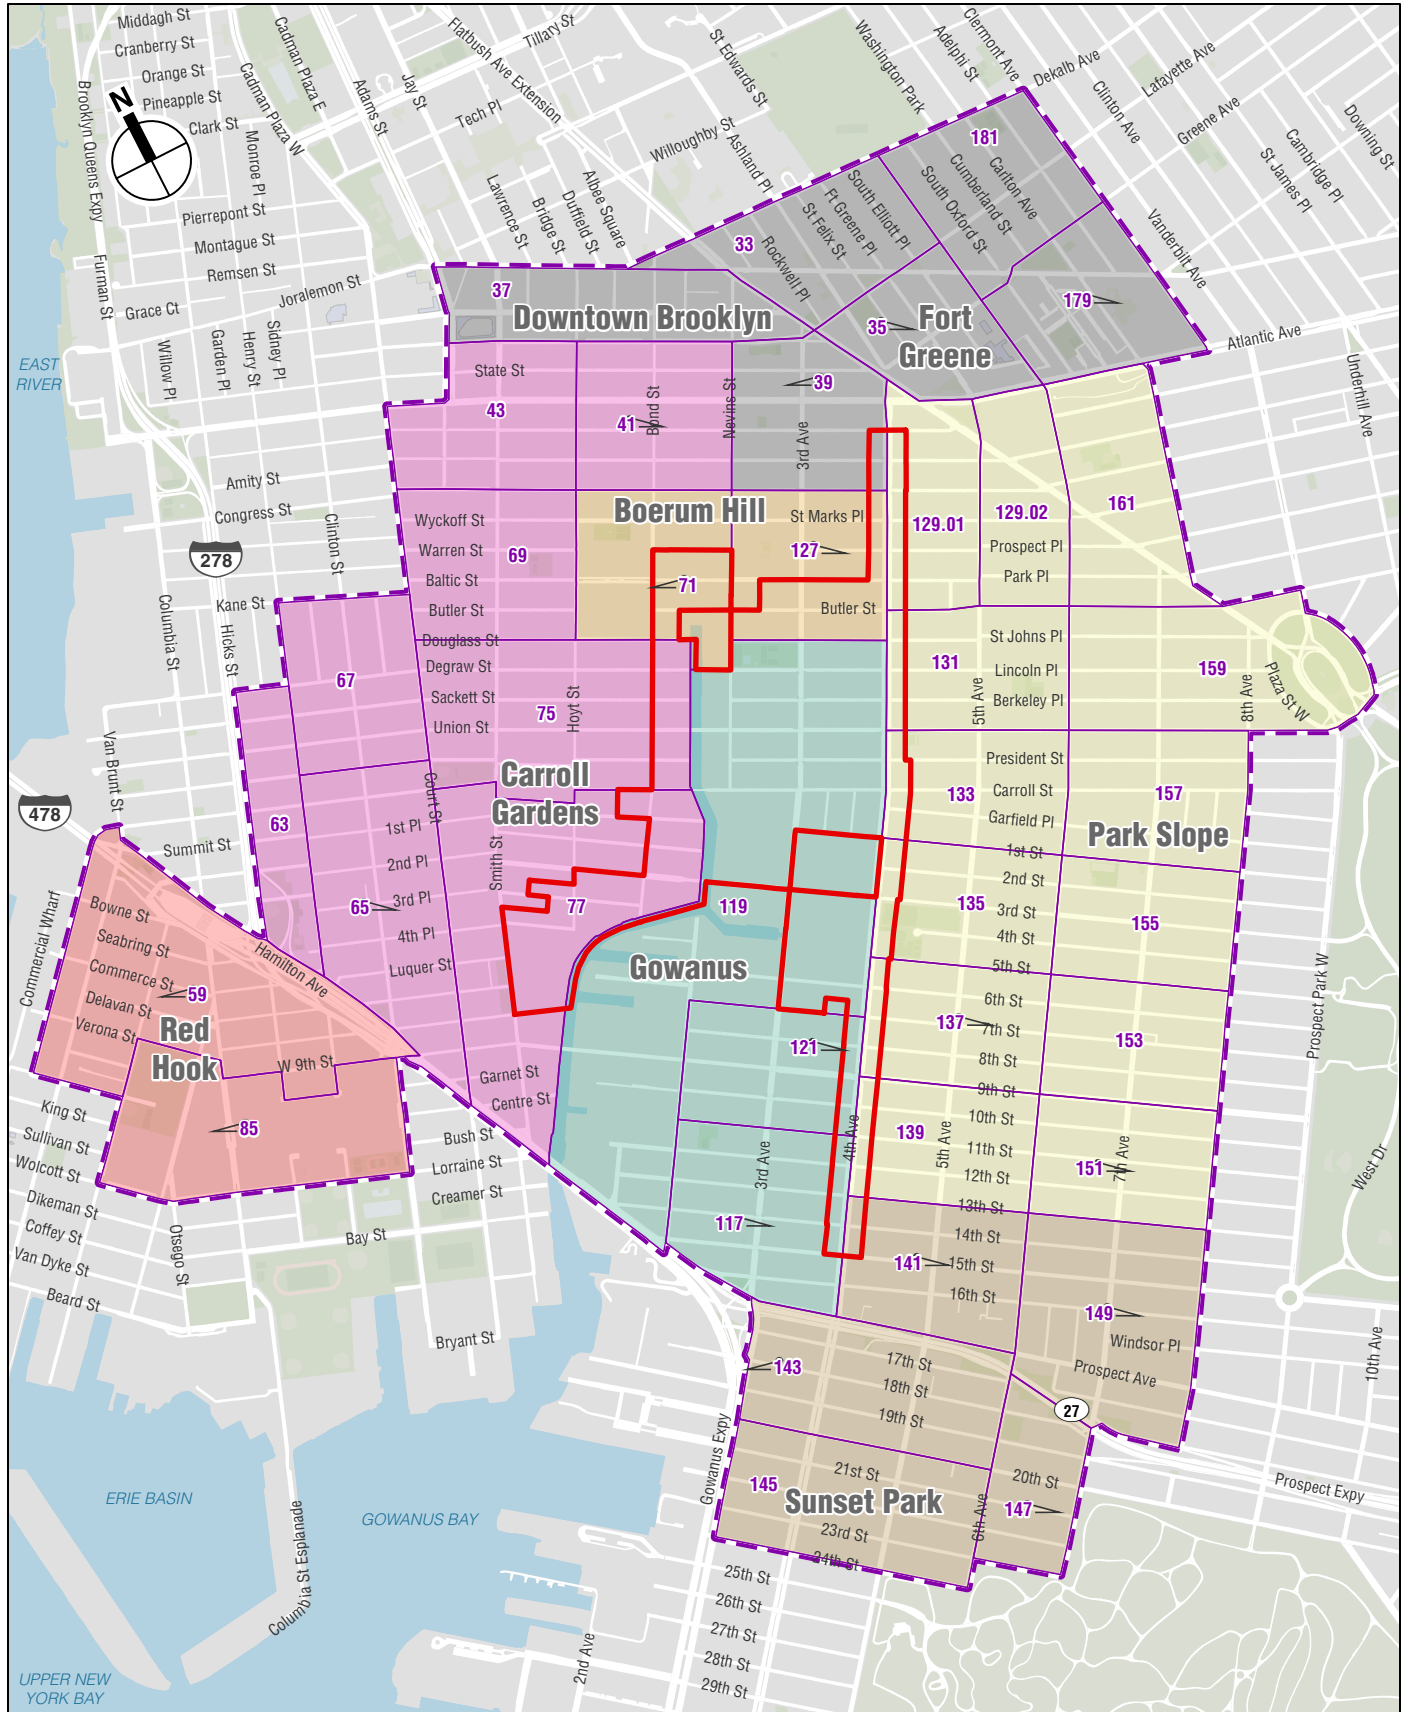 Middagh St
Cranberry St
Orange St
Pineapple St
Clark St
Cadman Plaza E
Cadman Plaza W
Monroe Pl
Adams St
Jay St
Flatbush Ave Extension
Tillary St
Tech Pl
St Edwards St
Willoughby St
Ashland Pl
Washington Park
Adelphi St
Clermont Ave
Dekalb Ave
Clinton Ave
Lafayette Ave
Greene Ave
Downing St
Cambridge Pl
St James Pl
Vanderbilt Ave
Atlantic Ave
Underhill Ave
N
Brooklyn Queens Expy
Pierrepont St
Montague St
Remsen St
Joralemon St
Grace Ct
Furman St
Willow Pl
Garden Pl
Henry St
Sidney Pl
Lawrence St
Bridge St
Duffield St
Albee Square
Rockwell Pl
St Felix St
Ft Greene Pl
South Elliott Pl
South Oxford St
Cumberland St
Carlton Ave
181
33
37
35
179
Downtown Brooklyn
Fort
Greene
EAST
RIVER
State St
43
41
Bond St
Nevins St
39
3rd Ave
Amity St
Congress St
Clinton St
278
Kane St
Columbia St
Hicks St
Boerum Hill
Wyckoff St
Warren St
Baltic St
Butler St
Douglass St
Degraw St
Sackett St
Union St
69
71
St Marks Pl
127
Butler St
129.01
129.02
161
Prospect Pl
Park Pl
St Johns Pl
Lincoln Pl
Berkeley Pl
131
5th Ave
159
8th Ave
Plaza St W
67
75
Hoyt St
Carroll
Gardens
President St
Carroll St
Garfield Pl
133
157
Park Slope
Van Brunt St
478
Summit St
63
Court St
1st Pl
2nd Pl
3rd Pl
4th Pl
Luquer St
65
Smith St
77
119
Gowanus
1st St
2nd St
3rd St
4th St
5th St
135
155
6th St
7th St
8th St
9th St
137
153
121
Commercial Wharf
Bowne St
Seabring St
Commerce St
Delavan St
Verona St
59
Red
Hook
Hamilton Ave
W 9th St
85
Garnet St
Centre St
Bush St
Lorraine St
Creamer St
King St
Sullivan St
Wolcott St
Dikeman St
Coffey St
Van Dyke St
Beard St
Otsego St
Bay St
Bryant St
3rd Ave
4th Ave
5th Ave
7th Ave
117
139
10th St
11th St
12th St
13th St
151
14th St
15th St
16th St
141
149
Windsor Pl
Prospect Ave
Prospect Park W
West Dr
10th Ave
143
17th St
18th St
19th St
27
Gowanus Expy
145
21st St
Sunset Park
23rd St
24th St
6th Ave
20th St
147
Prospect Expy
25th St
26th St
27th St
28th St
29th St
2nd Ave
ERIE BASIN
GOWANUS BAY
Columbia St Esplanade
UPPER NEW
YORK BAY